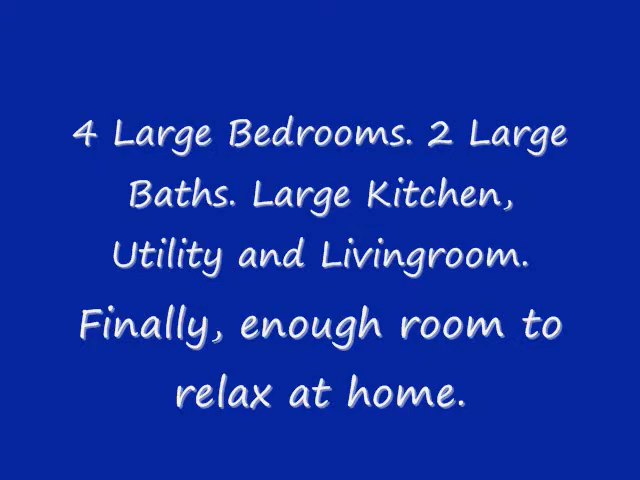 4 Large Bedrooms. 2 Large
Baths. Large Kitchen,
Utility and Livingroom.
Finally, enough room to
relax at home.